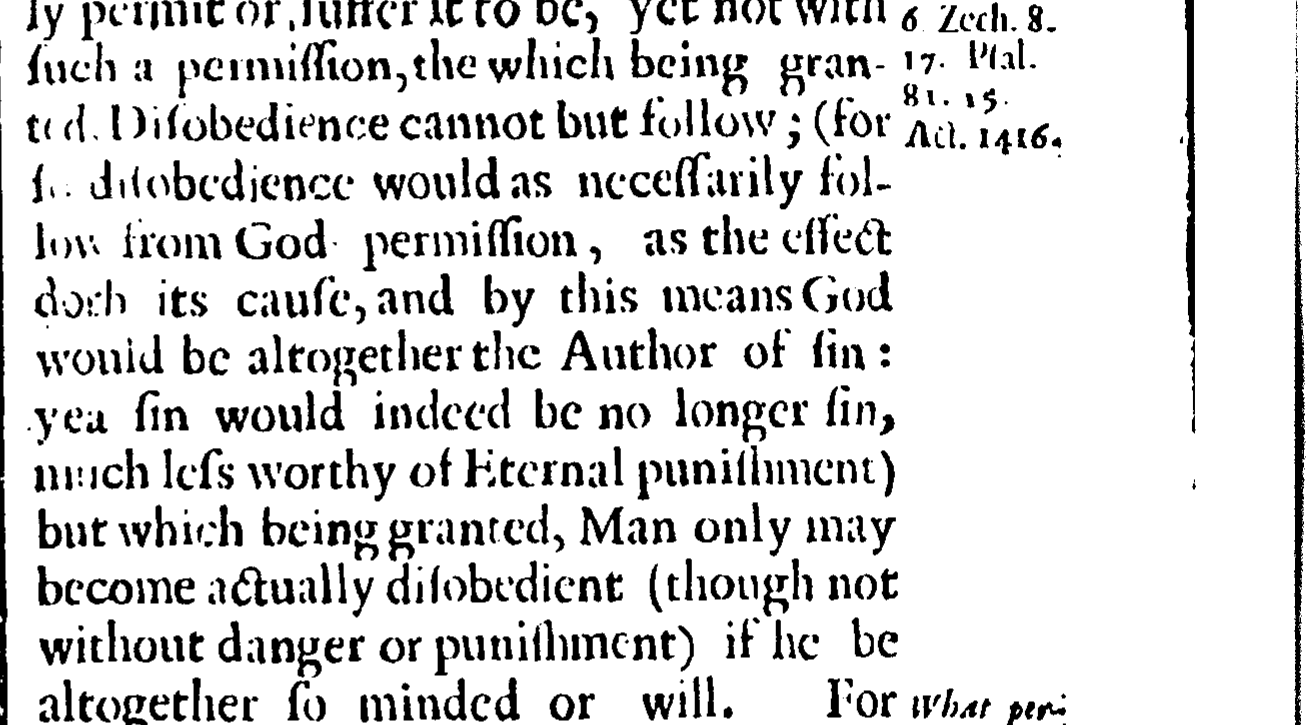 ly permit or ſuffer it to be, yet not with
ſuch a permiſſion, the which being gran-
ted. Diſobedience cannot but follow; (for
ſo diſobedience would as neceſſarily fol-
low from God permiſſion, as the effect
doth its cauſe, and by this means God
would be altogether the Author of ſin:
yea ſin would indeed be no longer ſin,
much leſs worthy of Eternal puniſhment)
but which being granted, Man only may
become actually diſobedient (though not
without danger or puniſhment) if he be
altogether ſo minded or will. For
6 Zech. 8.
17. Pſal.
81. 15.
Act. 1416.
What per-